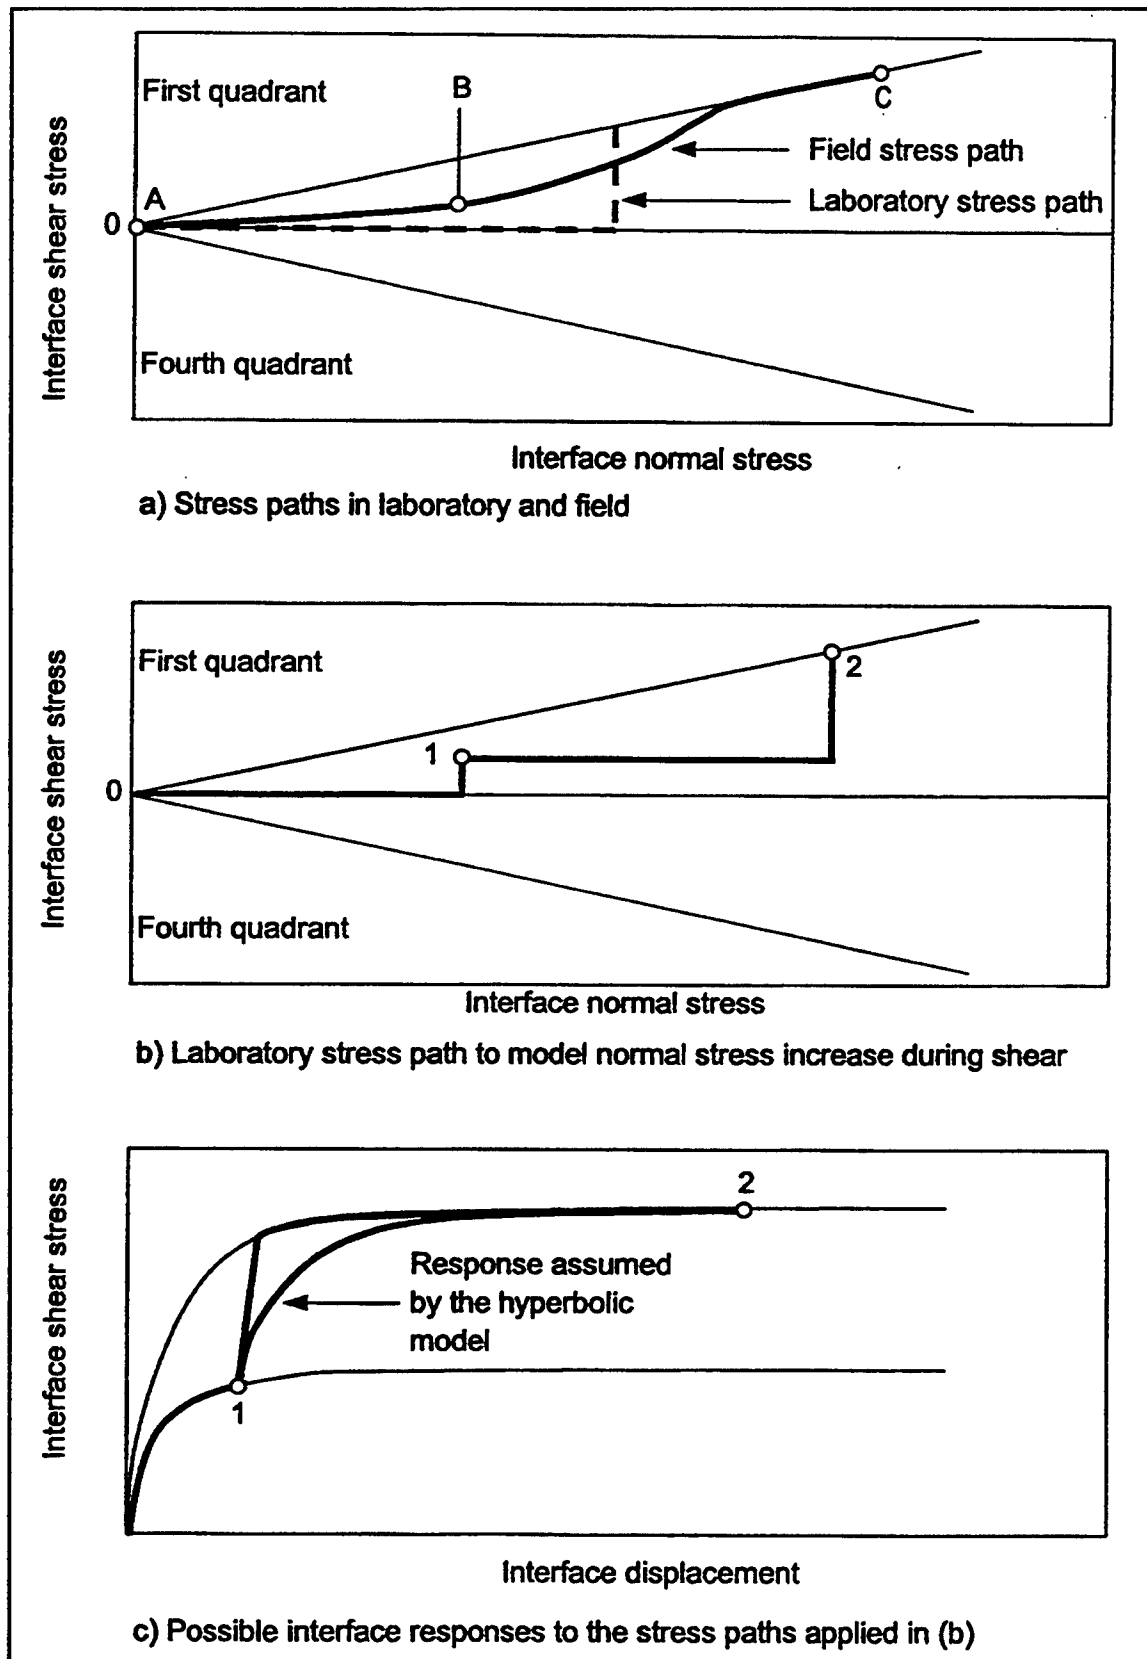 First quadrant
B
C
Field stress path
A
Laboratory stress path
0
Interface shear stress
Fourth quadrant
Interface normal stress
a) Stress paths in laboratory and field
First quadrant
2
1
0
Interface shear stress
Fourth quadrant
Interface normal stress
b) Laboratory stress path to model normal stress increase during shear
2
Response assumed
by the hyperbolic
model
1
Interface shear stress
Interface displacement
c) Possible interface responses to the stress paths applied in (b)